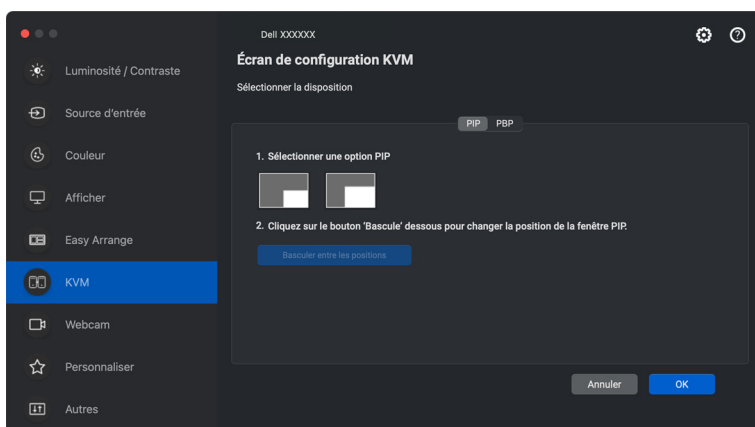 Dell XXXXXX
Écran de configuration KVM
Sélectionner la disposition
Luminosité / Contraste
Source d'entrée
Couleur
Afficher
Easy Arrange
KVM
Webcam
Personnaliser
Autres
PIP PBP
1. Sélectionner une option PIP
2. Cliquez sur le bouton 'Bascule' dessous pour changer la position de la fenêtre PIP.
Basculer entre les positions
Annuler OK